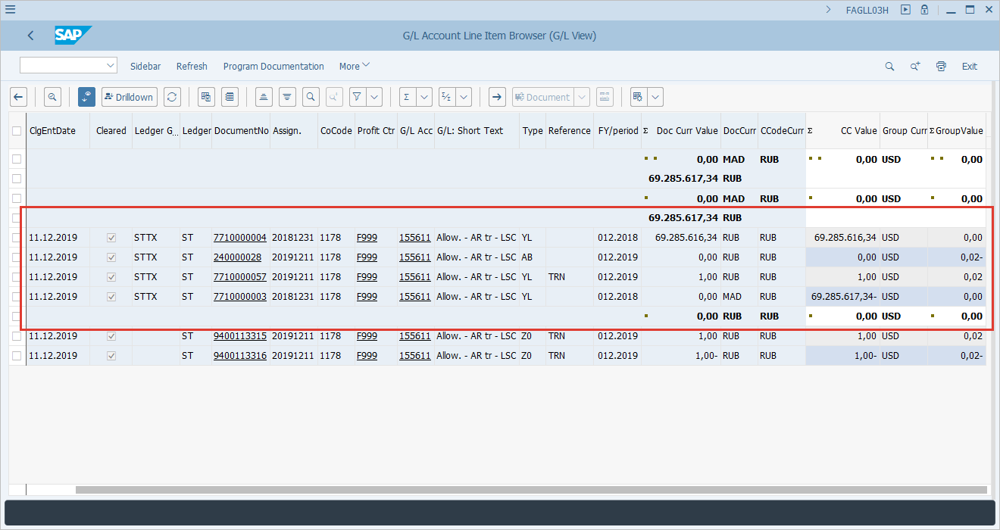 FAGLL03H
SAP
G/L Account Line Item Browser (G/L View)
Sidebar Refresh Program Documentation More Exit
Drilldown Σ Document
ClgEntDate Cleared Ledger G... Ledger DocumentNo Assign. CoCode Profit Ctr G/L Acc G/L: Short Text Type Reference FY/period Σ Doc Curr Value DocCurr CCodeCurr Σ CC Value Group Curr Σ GroupValue
0,00 MAD RUB 0,00 USD 0,00
69.285.617,34 RUB
0,00 MAD RUB 0,00 USD 0,00
69.285.617,34 RUB
11.12.2019 STTX ST 7710000004 20181231 1178 F999 155611 Allow. - AR tr - LSC YL 012.2018 69.285.616,34 RUB RUB 69.285.616,34 USD 0,00
11.12.2019 STTX ST 240000028 20191231 1178 F999 155611 Allow. - AR tr - LSC AB 012.2019 0,00 RUB RUB 0,00 USD 0,02-
11.12.2019 STTX ST 7710000057 20191231 1178 F999 155611 Allow. - AR tr - LSC YL TRN 012.2019 1,00 RUB RUB 1,00 USD 0,02
11.12.2019 STTX ST 7710000003 20181231 1178 F999 155611 Allow. - AR tr - LSC YL 012.2018 0,00 MAD RUB 69.285.617,34- USD 0,00
0,00 RUB RUB 0,00 USD 0,00
11.12.2019 ST 9400113315 20191211 1178 F999 155611 Allow. - AR tr - LSC Z0 TRN 012.2019 1,00 RUB RUB 1,00 USD 0,02
11.12.2019 ST 9400113316 20191211 1178 F999 155611 Allow. - AR tr - LSC Z0 TRN 012.2019 1,00- RUB RUB 1,00- USD 0,02-